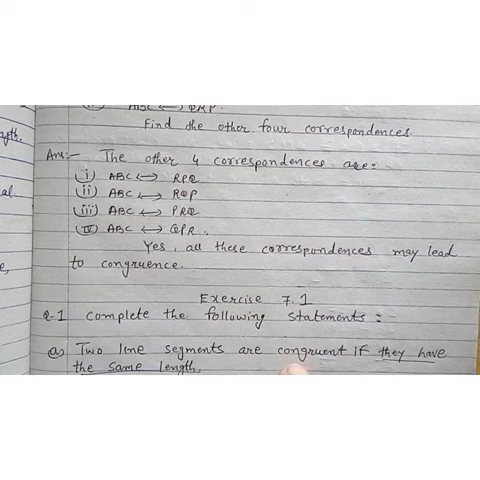 ABC ⟷ QRP.
Find the other four correspondences.
Ans:- The other 4 correspondences are:-
(i) ABC ⟷ RPQ
(ii) ABC ⟷ RQP
(iii) ABC ⟷ PRQ
(iv) ABC ⟷ QPR.
Yes, all these correspondences may lead
to congruence.
Exercise 7.1
Q-1 Complete the following statements :-
(a) Two line segments are congruent if they have
the same length.